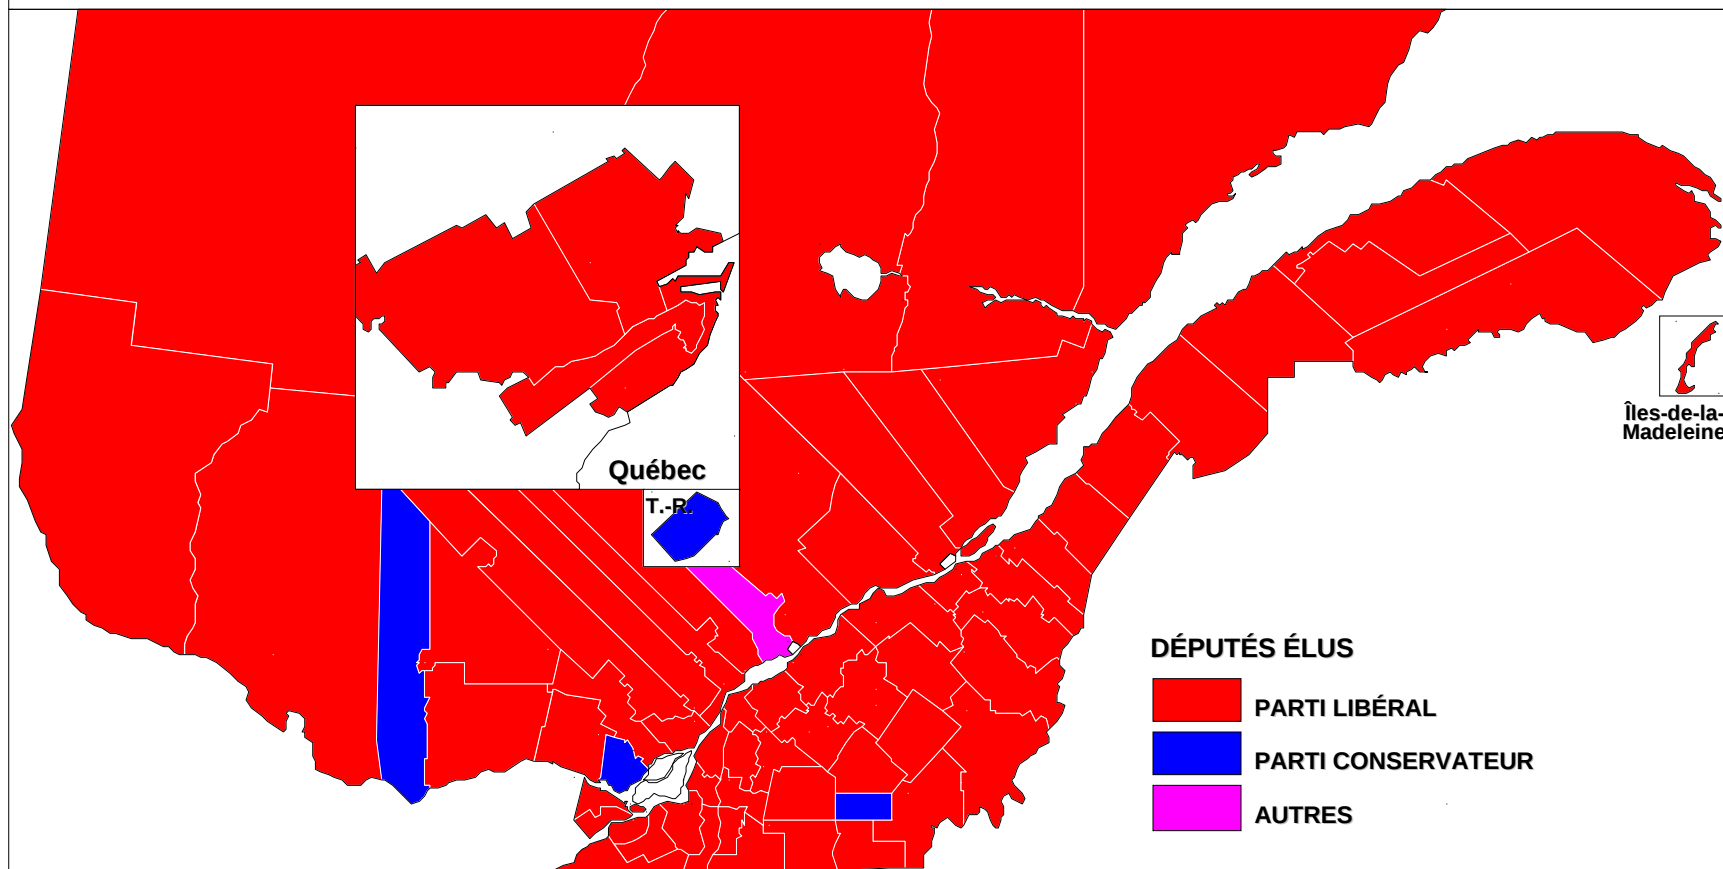 Québec
T.-R.
Îles-de-la-
Madeleine
DÉPUTÉS ÉLUS
PARTI LIBÉRAL
PARTI CONSERVATEUR
AUTRES